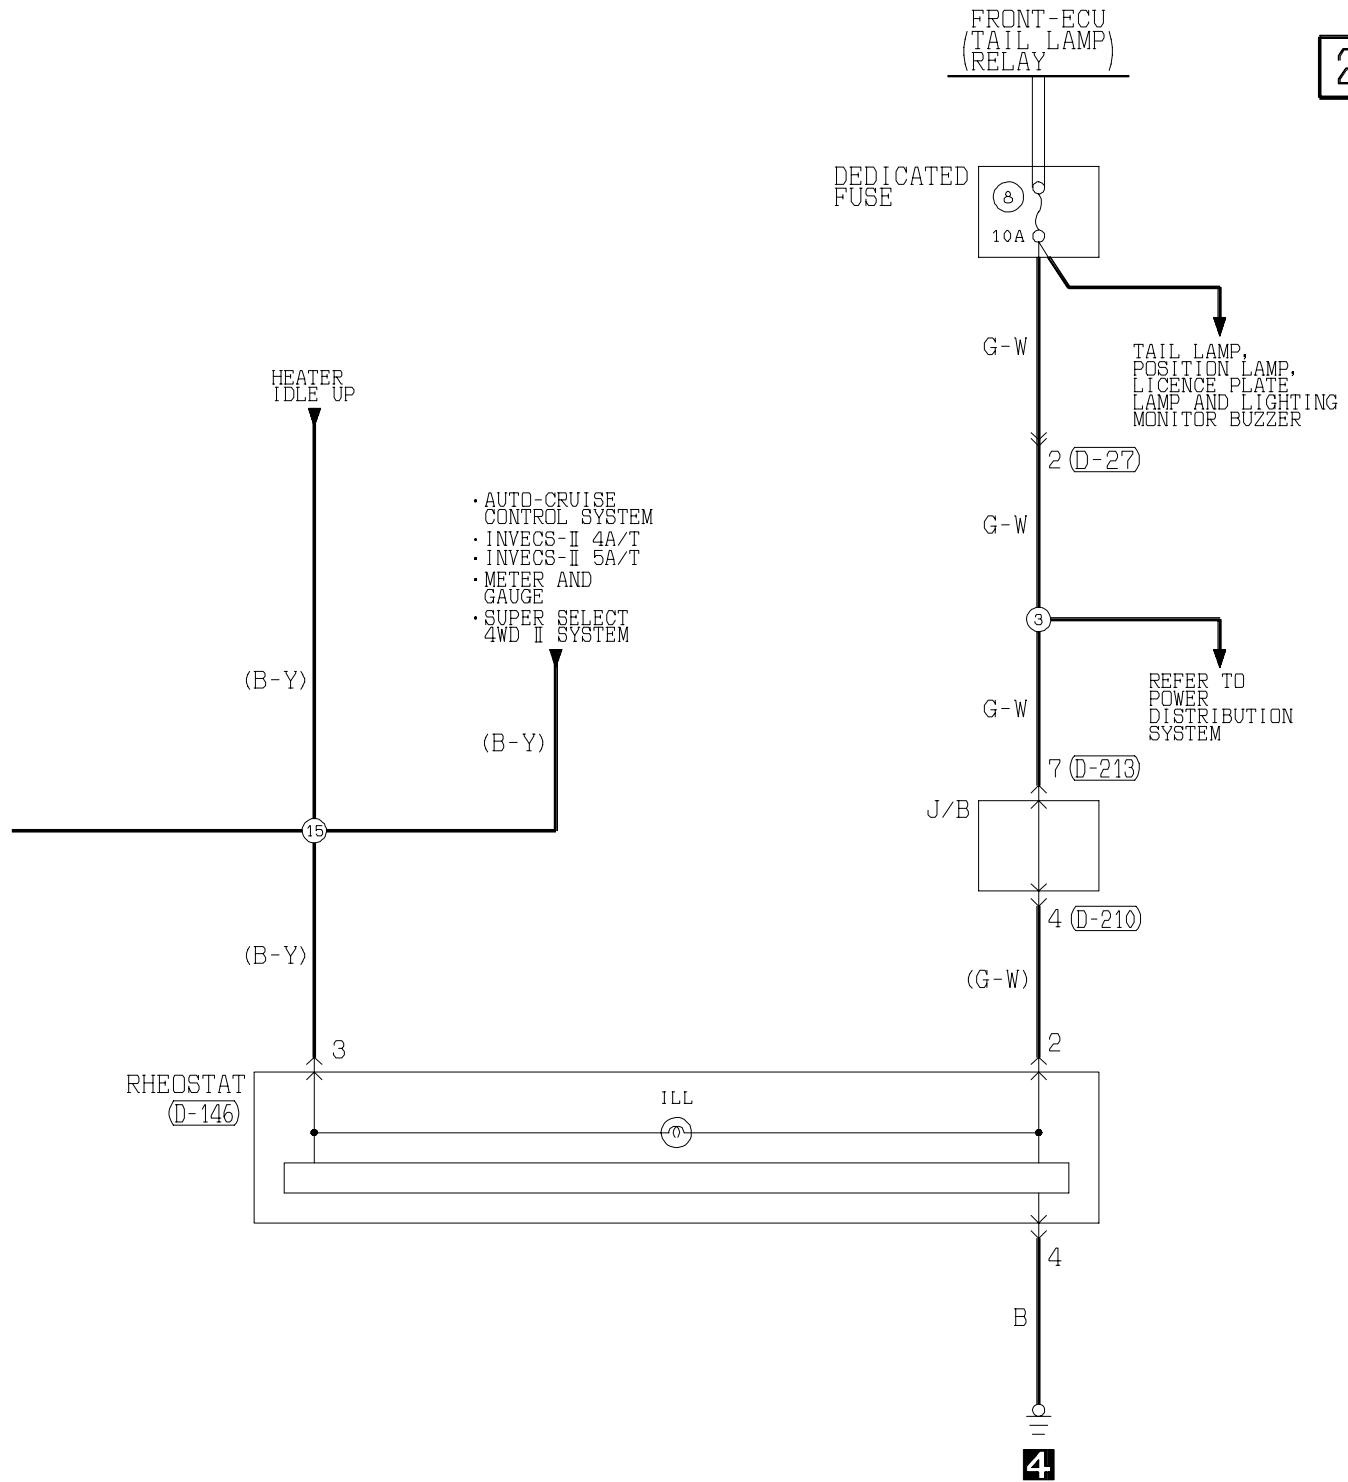 FRONT-ECU
(TAIL LAMP)
RELAY
2
DEDICATED
FUSE
8
10A
G-W
TAIL LAMP,
POSITION LAMP,
LICENCE PLATE
LAMP AND LIGHTING
MONITOR BUZZER
HEATER
IDLE UP
2 (D-27)
·AUTO-CRUISE
CONTROL SYSTEM
·INVECS-Ⅱ 4A/T
·INVECS-Ⅱ 5A/T
·METER AND
GAUGE
·SUPER SELECT
4WD Ⅱ SYSTEM
G-W
3
(B-Y)
REFER TO
POWER
DISTRIBUTION
SYSTEM
G-W
(B-Y)
7 (D-213)
J/B
15
4 (D-210)
(B-Y)
(G-W)
3
2
RHEOSTAT
(D-146)
ILL
4
B
4